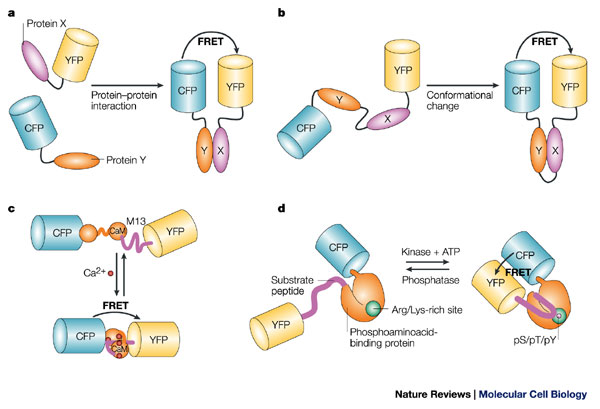 a
Protein X
YFP
CFP
Protein Y
Protein–protein
interaction
FRET
CFP
YFP
Y
X
b
CFP
Y
X
YFP
Conformational
change
FRET
CFP
YFP
Y
X
c
CFP
CaM
M13
YFP
Ca2+
FRET
CFP
CaM
YFP
d
CFP
Substrate
peptide
YFP
Arg/Lys-rich site
Phosphoaminoacid-
binding protein
Kinase + ATP
Phosphatase
CFP
FRET
YFP
pS/pT/pY
Nature Reviews | Molecular Cell Biology